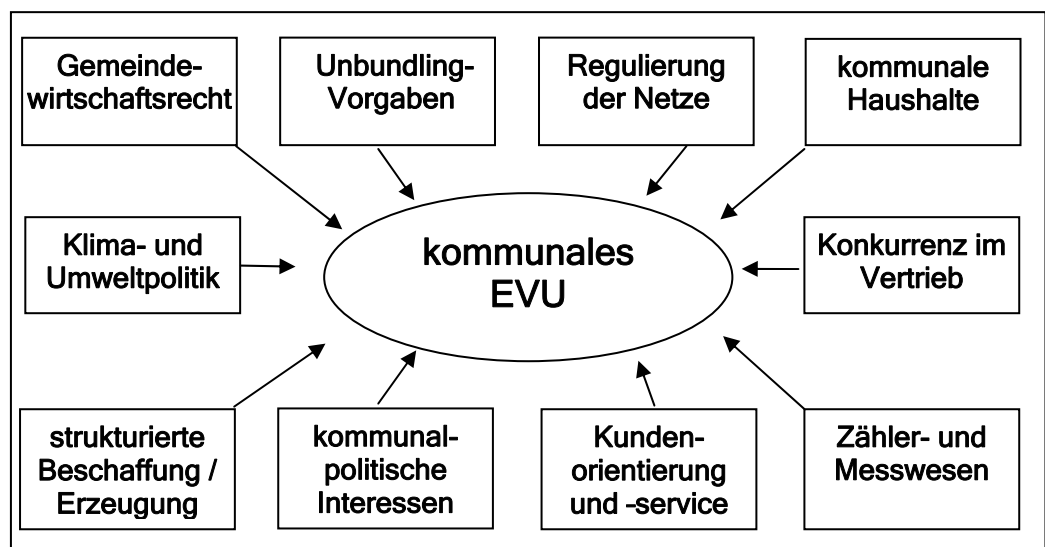 Gemeinde-
wirtschaftsrecht
Unbundling-
Vorgaben
Regulierung
der Netze
kommunale
Haushalte
Klima- und
Umweltpolitik
kommunales
EVU
Konkurrenz im
Vertrieb
strukturierte
Beschaffung /
Erzeugung
kommunal-
politische
Interessen
Kunden-
orientierung
und -service
Zähler- und
Messwesen